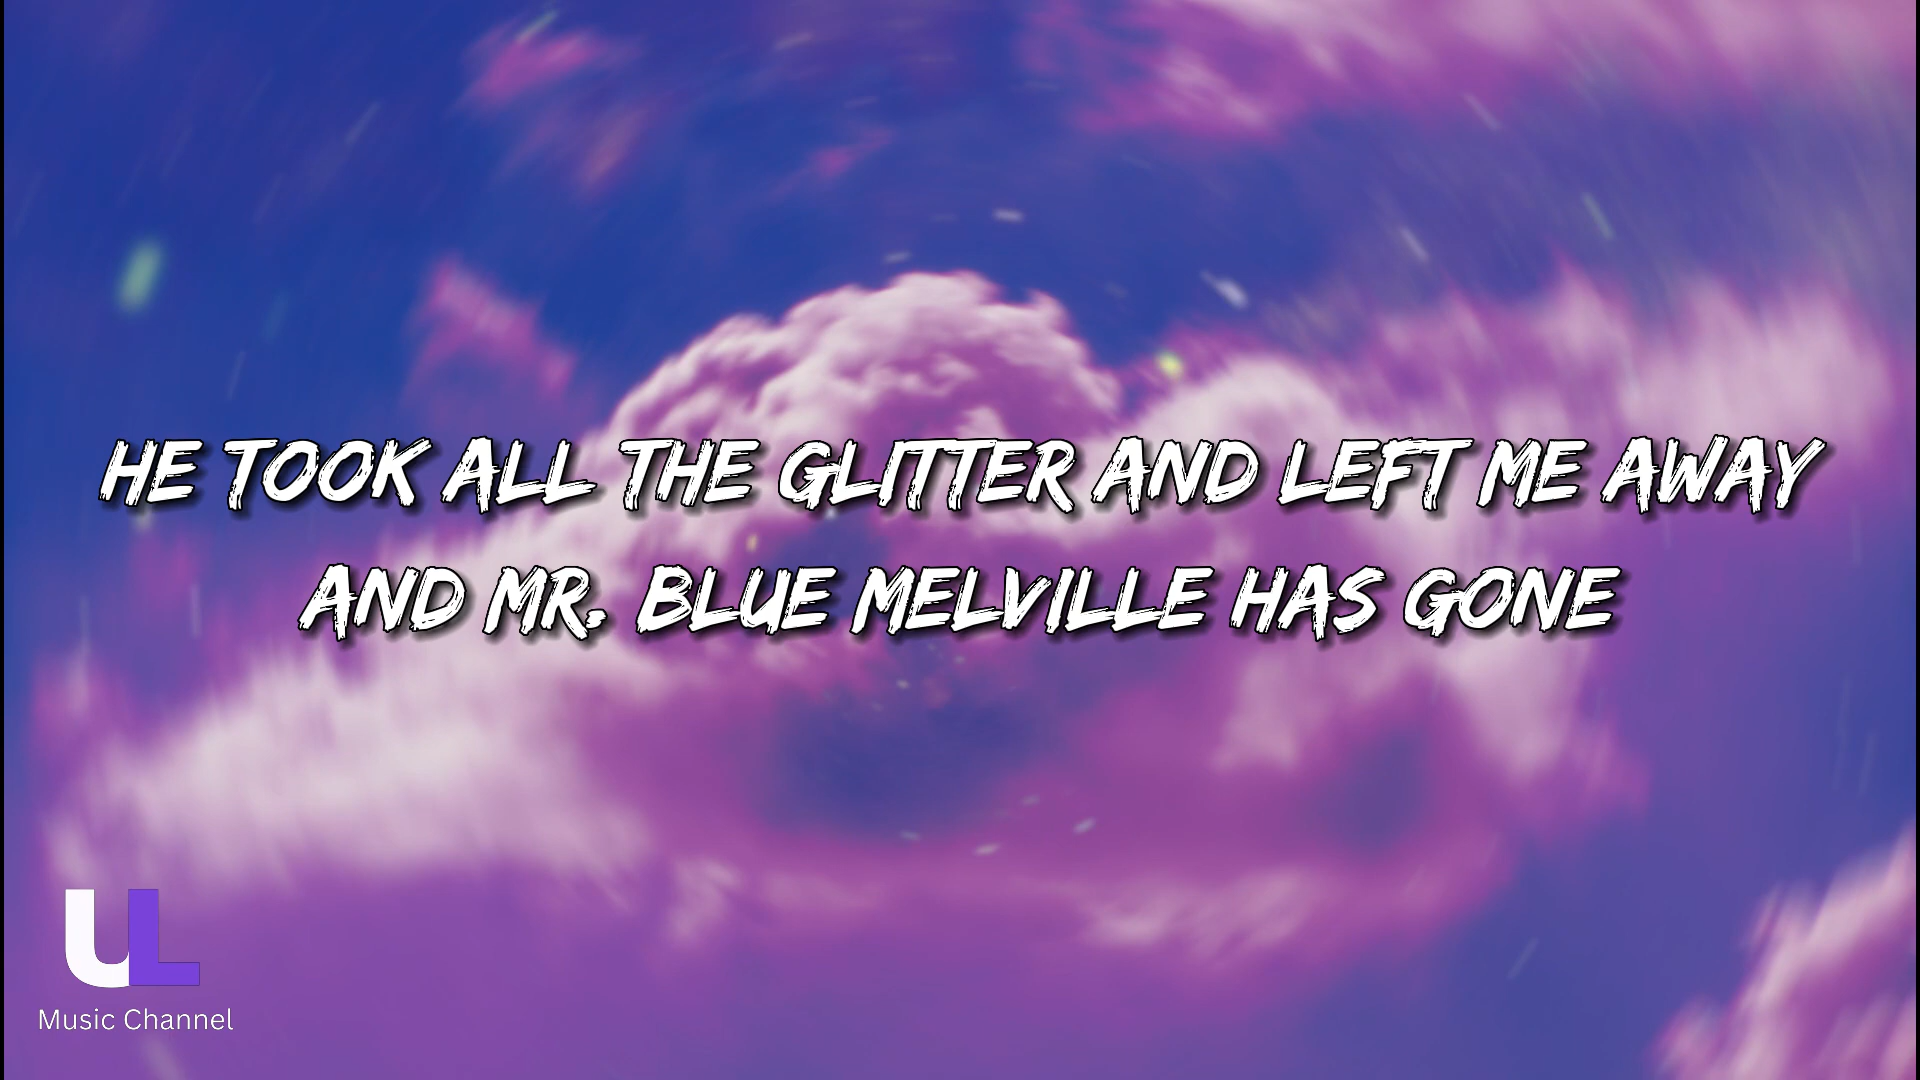 HE TOOK ALL THE GLITTER AND LEFT ME AWAY
AND MR. BLUE MELVILLE HAS GONE
UL
Music Channel